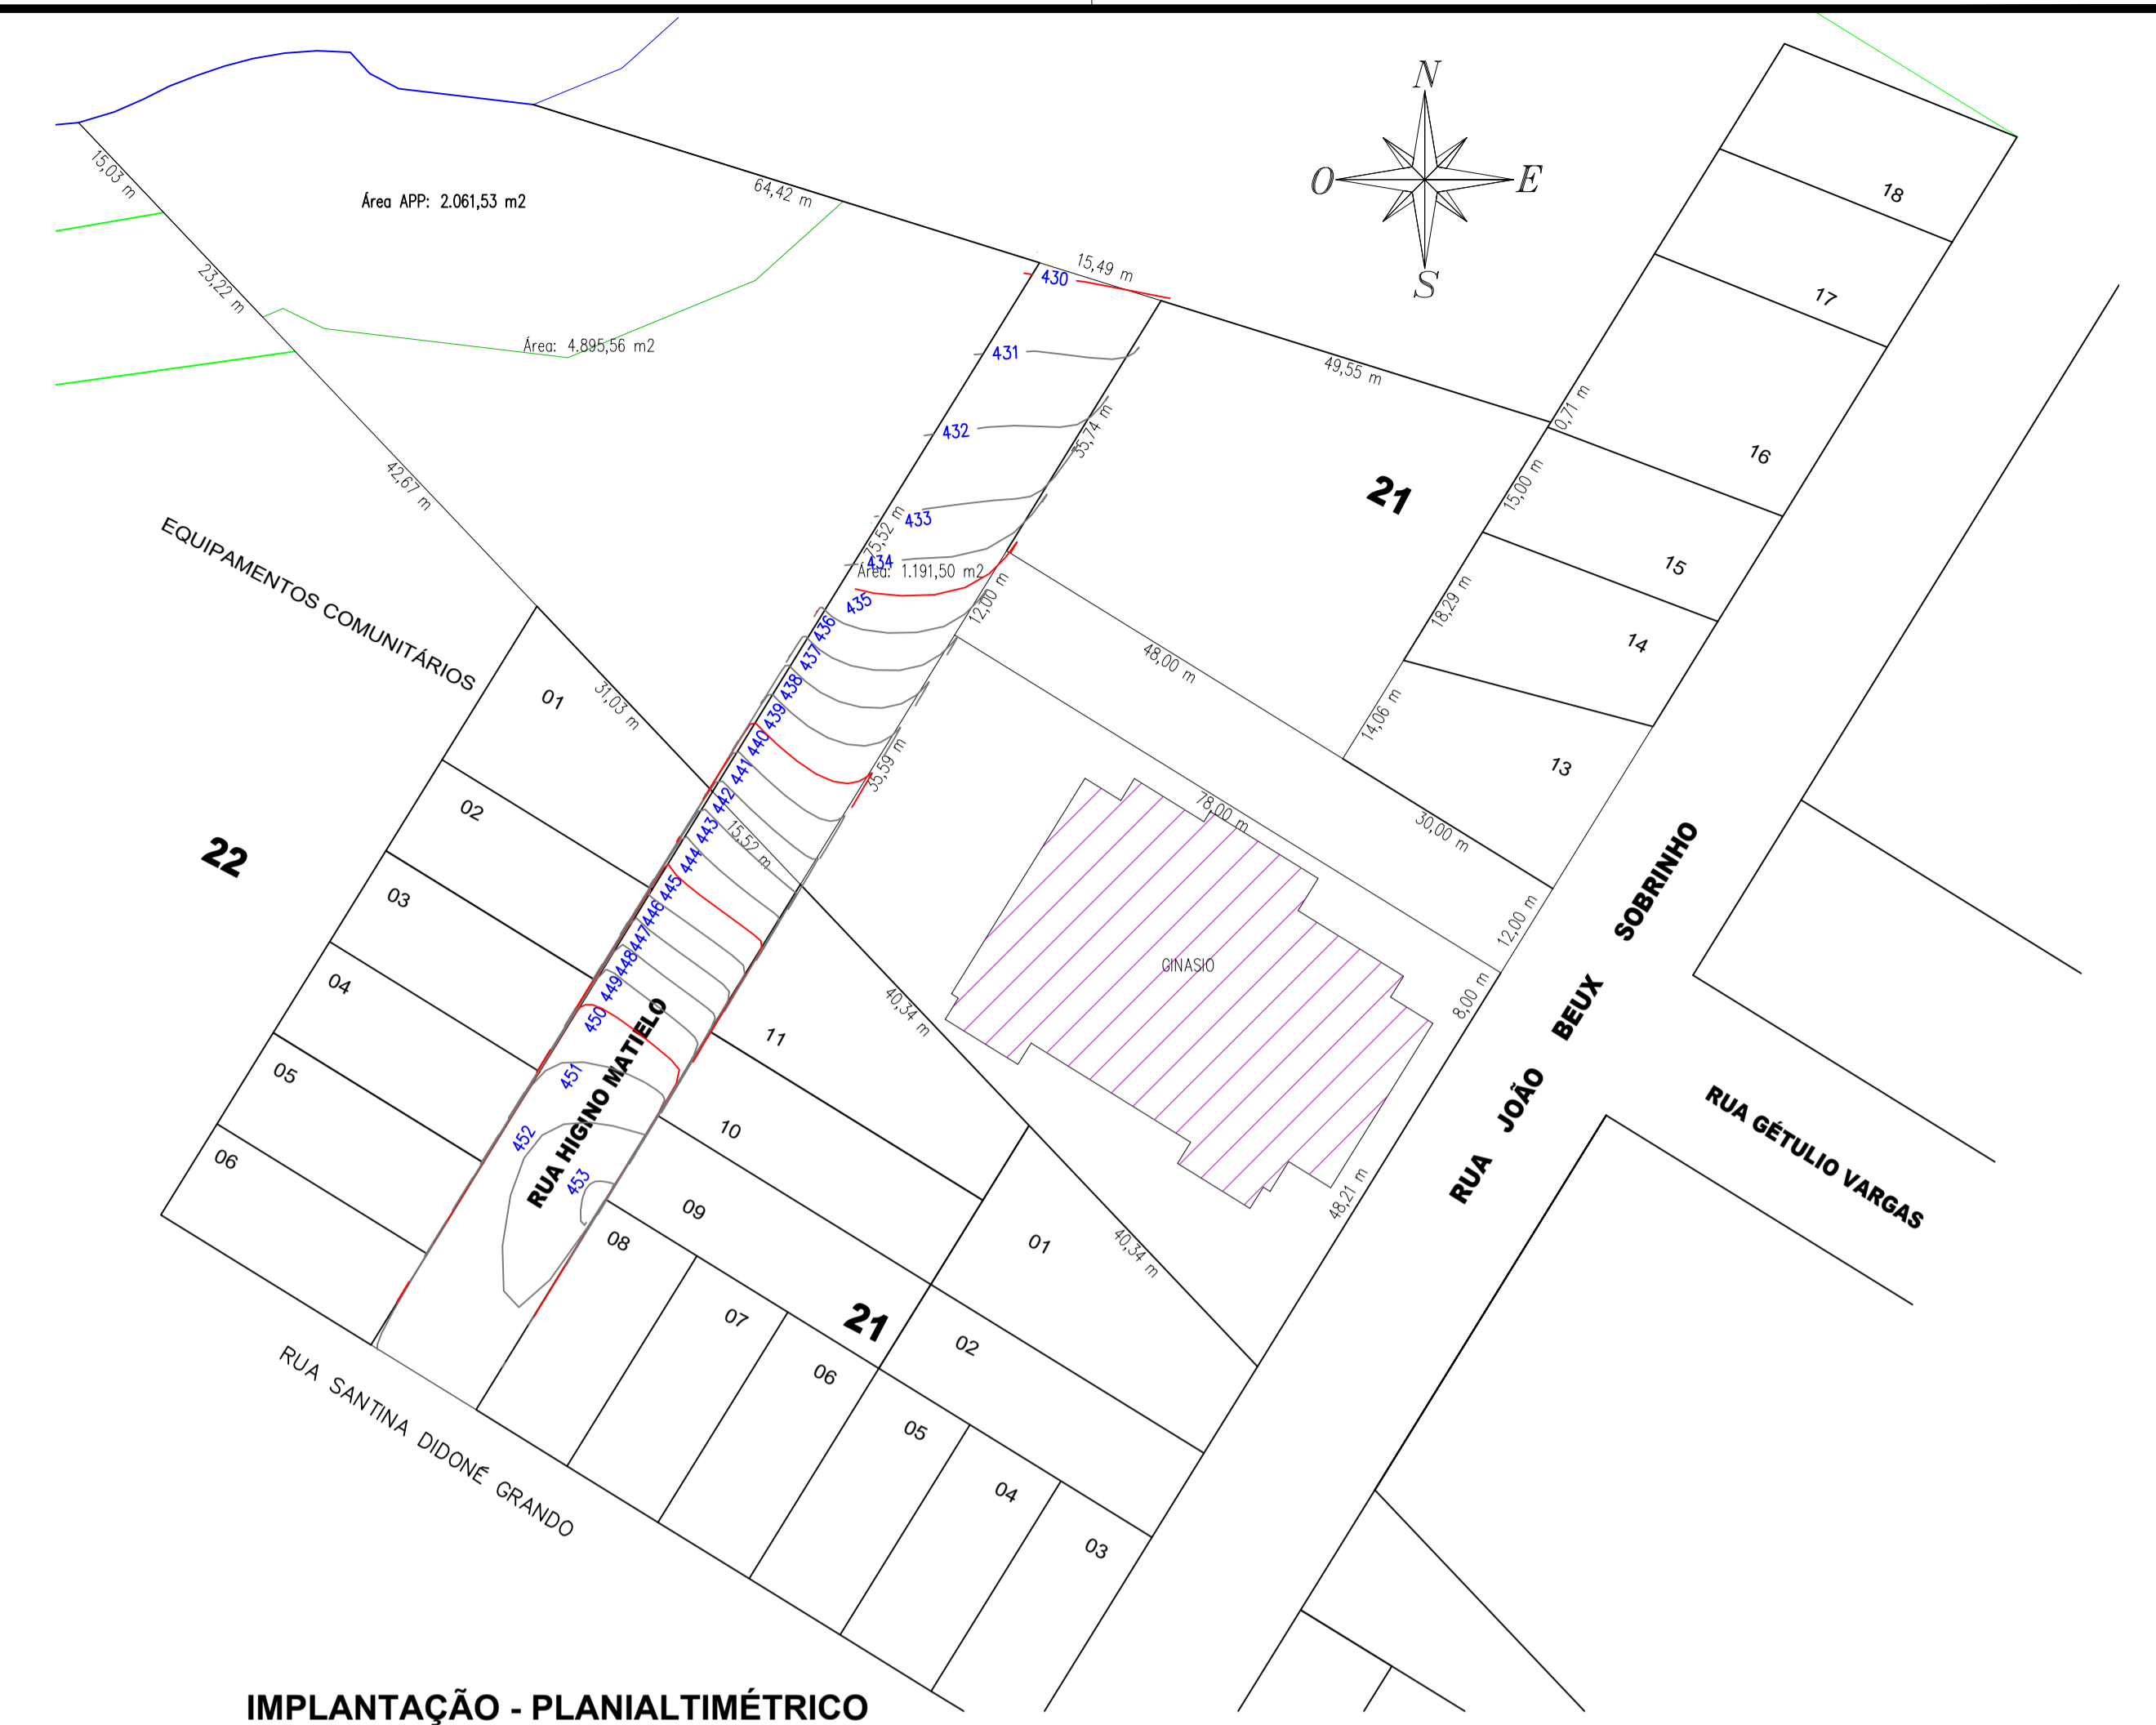 N
O
E
S
15,03 m
Área APP: 2.061,53 m2
64,42 m
18
23,22 m
15,49 m
430
17
Área: 4.895,56 m2
431
49,55 m
0,71 m
432
35,74 m
16
42,67 m
21
15,00 m
433
75,52 m
434
Área: 1.191,50 m2
15
EQUIPAMENTOS COMUNITÁRIOS
435
12,00 m
18,29 m
436
14
437
48,00 m
01
31,03 m
438
439
14,06 m
440
13
441
35,59 m
442
02
78,00 m
443
15,52 m
30,00 m
22
444
445
03
446
12,00 m
447
448
GINASIO
RUA JOÃO BEUX SOBRINHO
04
449
8,00 m
450
40,34 m
11
05
451
RUA HIGINO MATIELO
10
452
RUA GÉTULIO VARGAS
06
453
48,21 m
09
08
01
40,34 m
07
21
02
06
RUA SANTINA DIDONÉ GRANDO
05
04
03
IMPLANTAÇÃO - PLANIALTIMÉTRICO